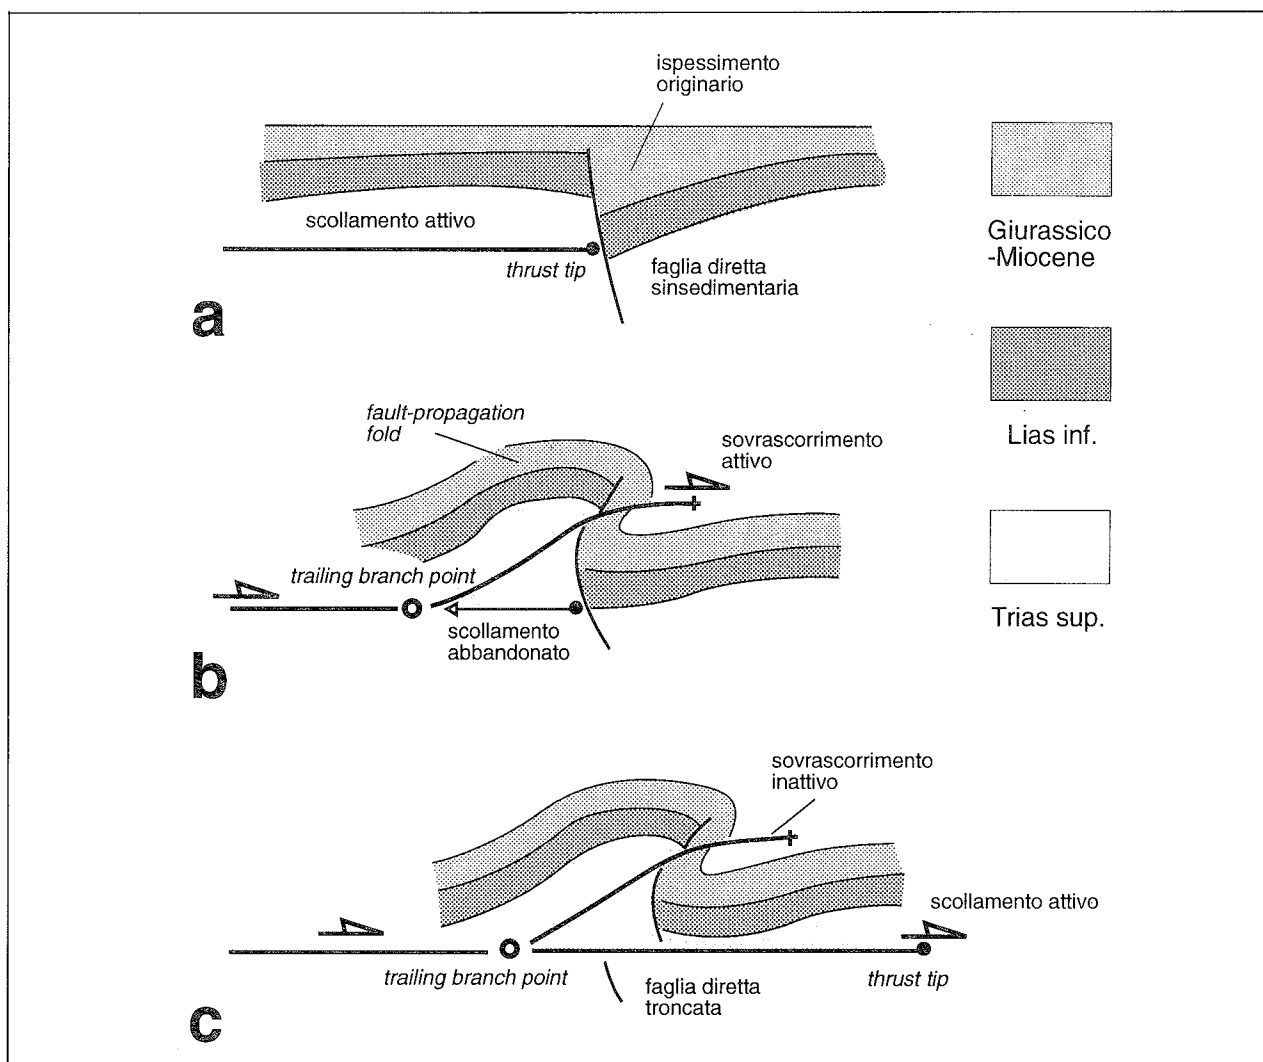 ispessimento
originario
scollamento attivo
thrust tip
faglia diretta
sinsedimentaria
a
Giurassico
-Miocene
fault-propagation
fold
sovrascorrimento
attivo
Lias inf.
trailing branch point
scollamento
abbandonato
b
Trias sup.
sovrascorrimento
inattivo
scollamento attivo
trailing branch point
faglia diretta
troncata
thrust tip
c